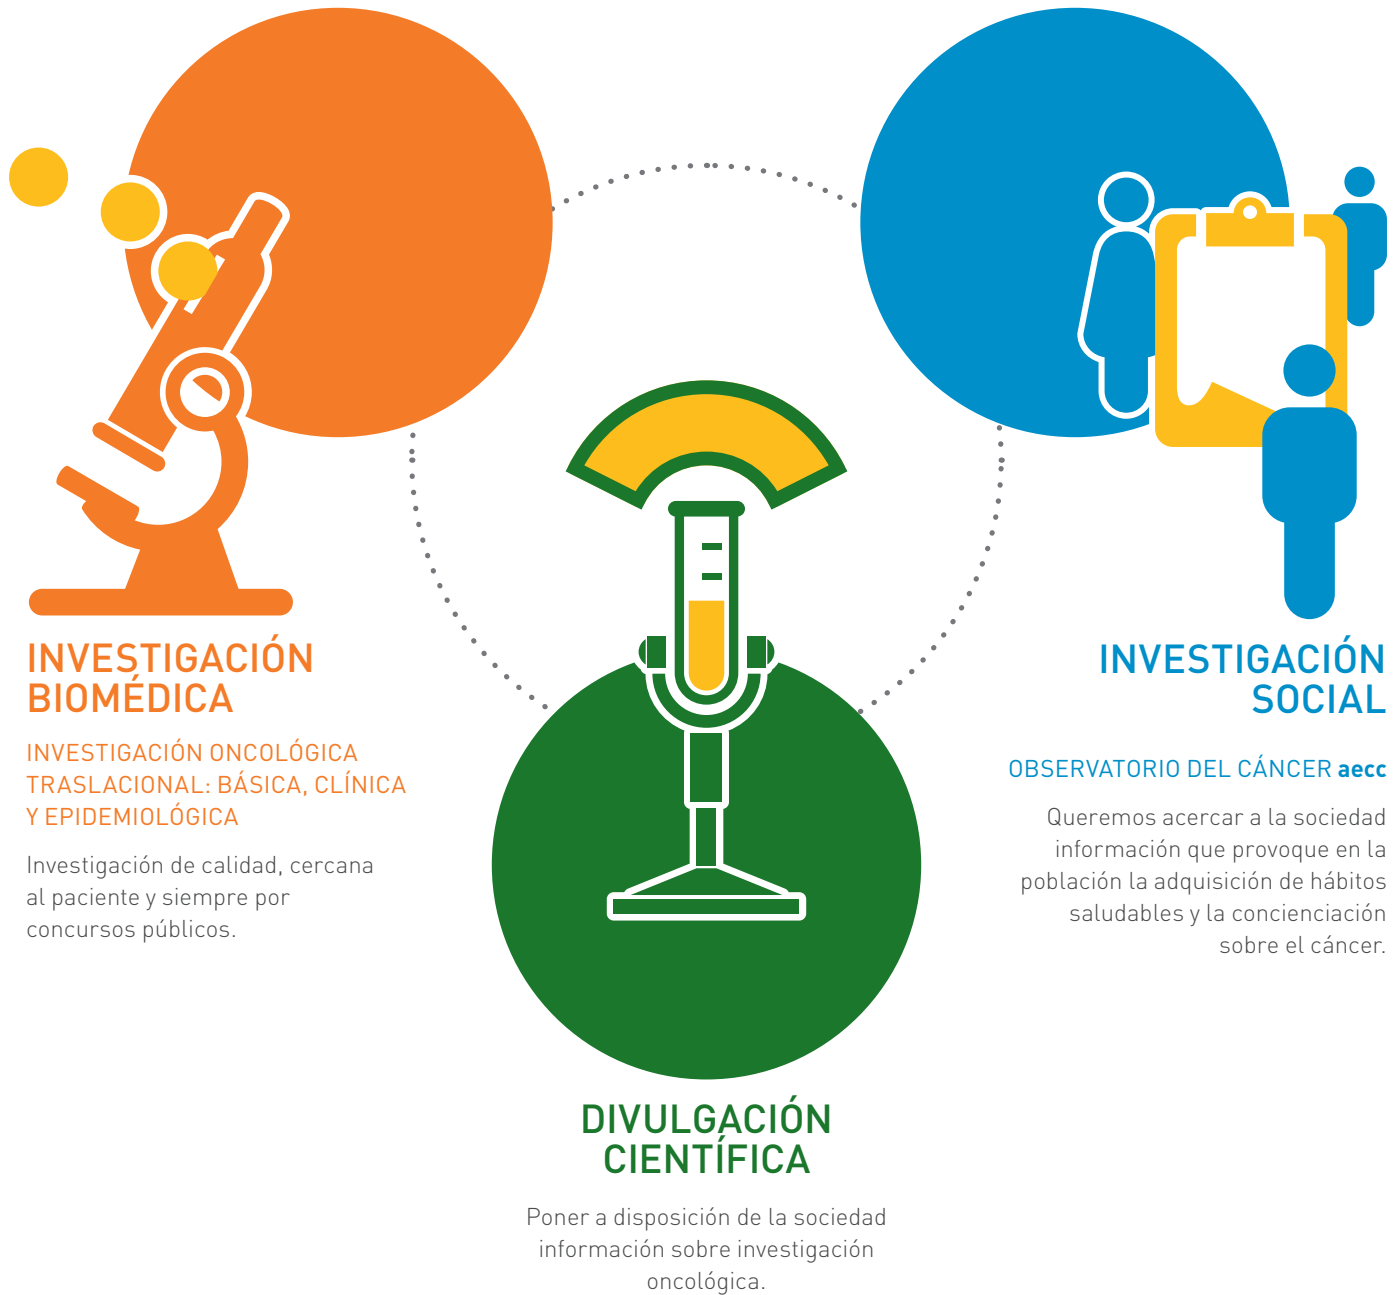 INVESTIGACIÓN
BIOMÉDICA
INVESTIGACIÓN ONCOLÓGICA
TRASLACIONAL: BÁSICA, CLÍNICA
Y EPIDEMIOLÓGICA
Investigación de calidad, cercana
al paciente y siempre por
concursos públicos.
INVESTIGACIÓN
SOCIAL
OBSERVATORIO DEL CÁNCER aecc
Queremos acercar a la sociedad
información que provoque en la
población la adquisición de hábitos
saludables y la concienciación
sobre el cáncer.
DIVULGACIÓN
CIENTÍFICA
Poner a disposición de la sociedad
información sobre investigación
oncológica.